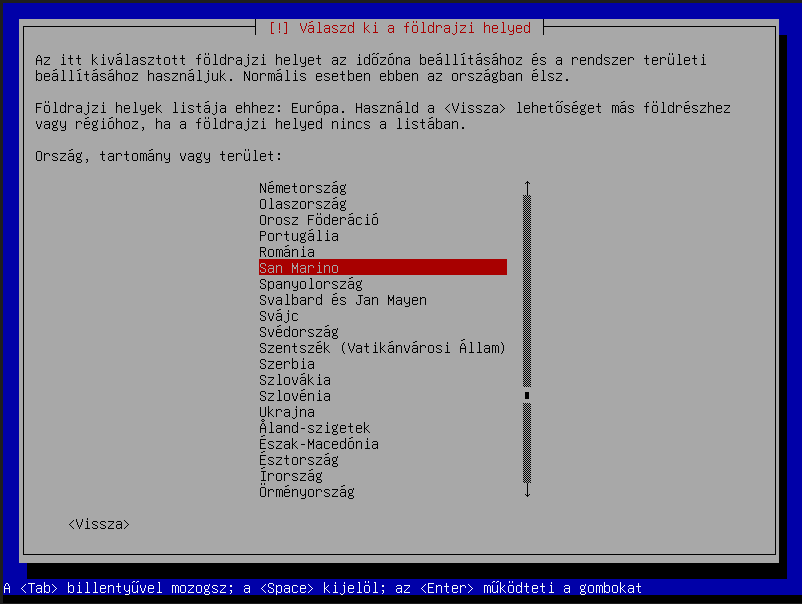 [!] Válaszd ki a földrajzi helyed
Az itt kiválasztott földrajzi helyet az időzóna beállításához és a rendszer területi
beállításához használjuk. Normális esetben ebben az országban élsz.
Földrajzi helyek listája ehhez: Európa. Használd a <Vissza> lehetőséget más földrészhez
vagy régióhoz, ha a földrajzi helyed nincs a listában.
Ország, tartomány vagy terület:
Németország
Olaszország
Orosz Föderáció
Portugália
Románia
San Marino
Spanyolország
Svalbard és Jan Mayen
Svájc
Svédország
Szentszék (Vatikánvárosi Állam)
Szerbia
Szlovákia
Szlovénia
Ukrajna
Åland-szigetek
Észak-Macedónia
Észtország
Írország
Örményország
<Vissza>
A <Tab> billentyűvel mozogsz; a <Space> kijelöl; az <Enter> működteti a gombokat